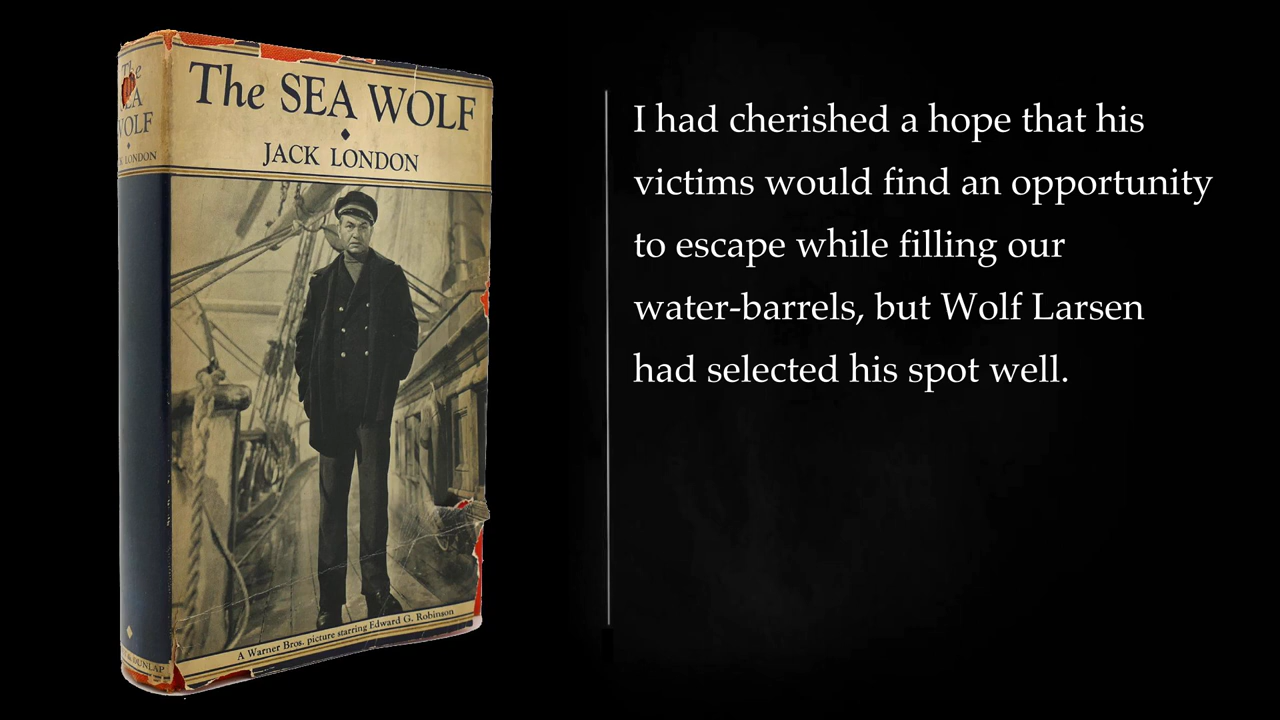 The SEA WOLF
JACK LONDON
The
SEA
WOLF
LONDON
A Warner Bros. picture starring Edward G. Robinson
DUNLAP
I had cherished a hope that his
victims would find an opportunity
to escape while filling our
water-barrels, but Wolf Larsen
had selected his spot well.